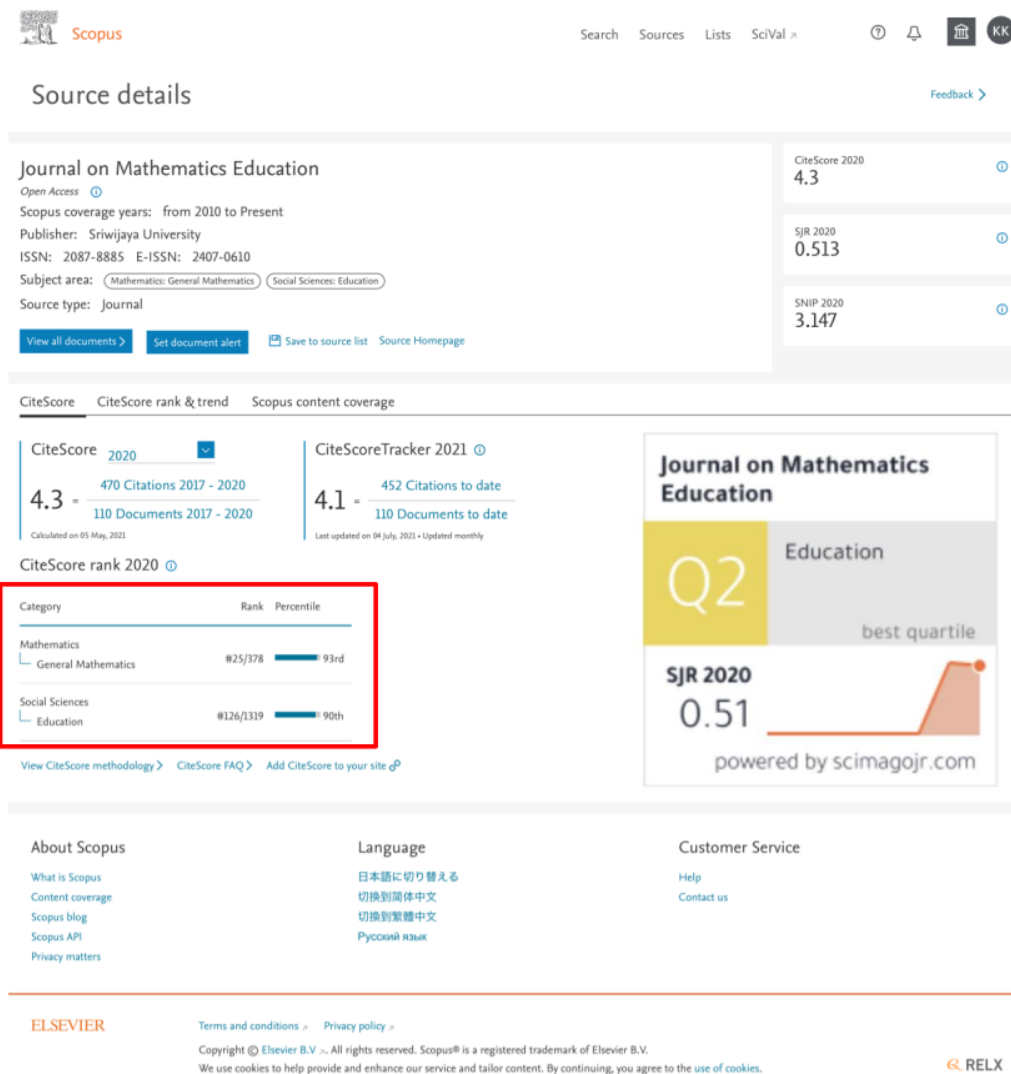 Scopus
Search Sources Lists SciVal
KK
Source details
Feedback
Journal on Mathematics Education
Open Access
Scopus coverage years: from 2010 to Present
Publisher: Sriwijaya University
ISSN: 2087-8885 E-ISSN: 2407-0610
Subject area: Mathematics: General Mathematics Social Sciences: Education
Source type: Journal
View all documents > Set document alert Save to source list Source Homepage
CiteScore 2020
4.3
SJR 2020
0.513
SNIP 2020
3.147
CiteScore CiteScore rank & trend Scopus content coverage
CiteScore 2020
4.3 =
470 Citations 2017 - 2020
110 Documents 2017 - 2020
Calculated on 05 May, 2021
CiteScoreTracker 2021
4.1 =
452 Citations to date
110 Documents to date
Last updated on 04 July, 2021 • Updated monthly
CiteScore rank 2020
Category Rank Percentile
Mathematics
General Mathematics #25/378 93rd
Social Sciences
Education #126/1319 90th
View CiteScore methodology > CiteScore FAQ > Add CiteScore to your site
Journal on Mathematics
Education
Q2
Education
best quartile
SJR 2020
0.51
powered by scimagojr.com
About Scopus
What is Scopus
Content coverage
Scopus blog
Scopus API
Privacy matters
Language
日本語に切り替える
切换到简体中文
切換到繁體中文
Русский язык
Customer Service
Help
Contact us
ELSEVIER
Terms and conditions Privacy policy
Copyright © Elsevier B.V. All rights reserved. Scopus® is a registered trademark of Elsevier B.V.
We use cookies to help provide and enhance our service and tailor content. By continuing, you agree to the use of cookies.
RELX